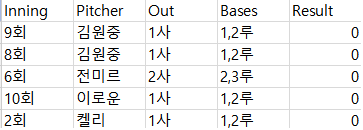 Inning Pitcher Out Bases Result
9회 김원중 1사 1,2루 0
8회 김원중 1사 1,2루 0
6회 전미르 2사 2,3루 0
10회 이로운 1사 1,2루 0
2회 켈리 1사 1,2루 0